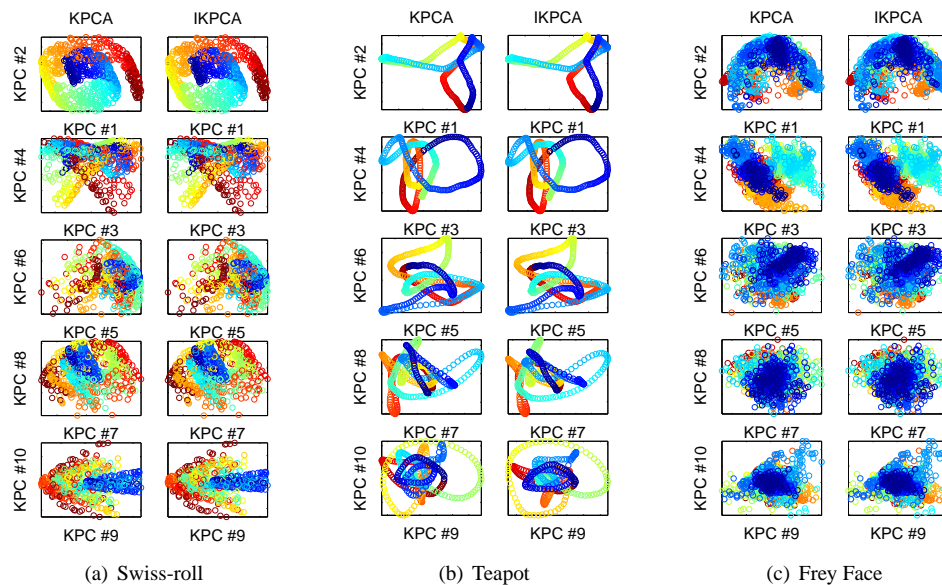 KPCA IKPCA KPCA IKPCA KPCA IKPCA
KPC #2 KPC #2 KPC #2
KPC #1 KPC #1 KPC #1 KPC #1 KPC #1 KPC #1
KPC #4 KPC #4 KPC #4
KPC #3 KPC #3 KPC #3 KPC #3 KPC #3 KPC #3
KPC #6 KPC #6 KPC #6
KPC #5 KPC #5 KPC #5 KPC #5 KPC #5 KPC #5
KPC #8 KPC #8 KPC #8
KPC #7 KPC #7 KPC #7 KPC #7 KPC #7 KPC #7
KPC #10 KPC #10 KPC #10
KPC #9 KPC #9 KPC #9 KPC #9 KPC #9 KPC #9
(a) Swiss-roll (b) Teapot (c) Frey Face